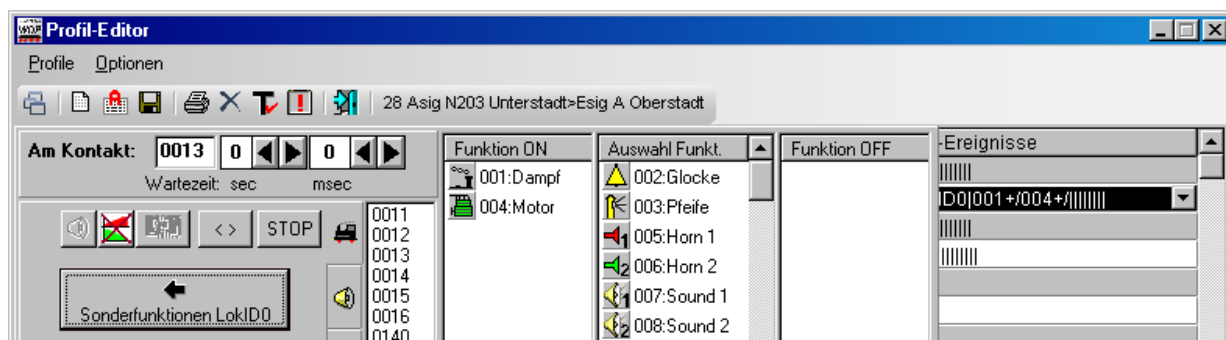 Profil-Editor
Profile Optionen
28 Asig N203 Unterstadt>Esig A Oberstadt
Am Kontakt: 0013 0 0
Wartezeit: sec msec
STOP
Sonderfunktionen LokID0
0011
0012
0013
0014
0015
0016
0140
Funktion ON
001:Dampf
004:Motor
Auswahl Funkt.
002:Glocke
003:Pfeife
005:Horn 1
006:Horn 2
007:Sound 1
008:Sound 2
Funktion OFF
-Ereignisse
||||||||
ID0|001+/004+/||||||||
||||||||
||||||||